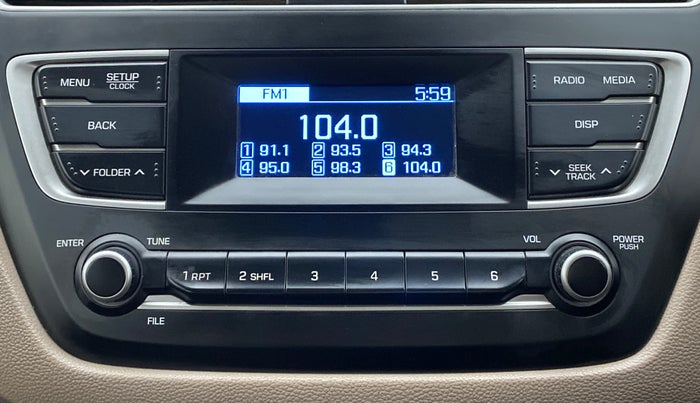 MENU SETUP CLOCK
BACK
FOLDER
FM1 5:59
104.0
1 91.1 2 93.5 3 94.3
4 95.0 5 98.3 6 104.0
RADIO MEDIA
DISP
SEEK TRACK
ENTER TUNE
FILE
1 RPT 2 SHFL 3 4 5 6
VOL POWER PUSH